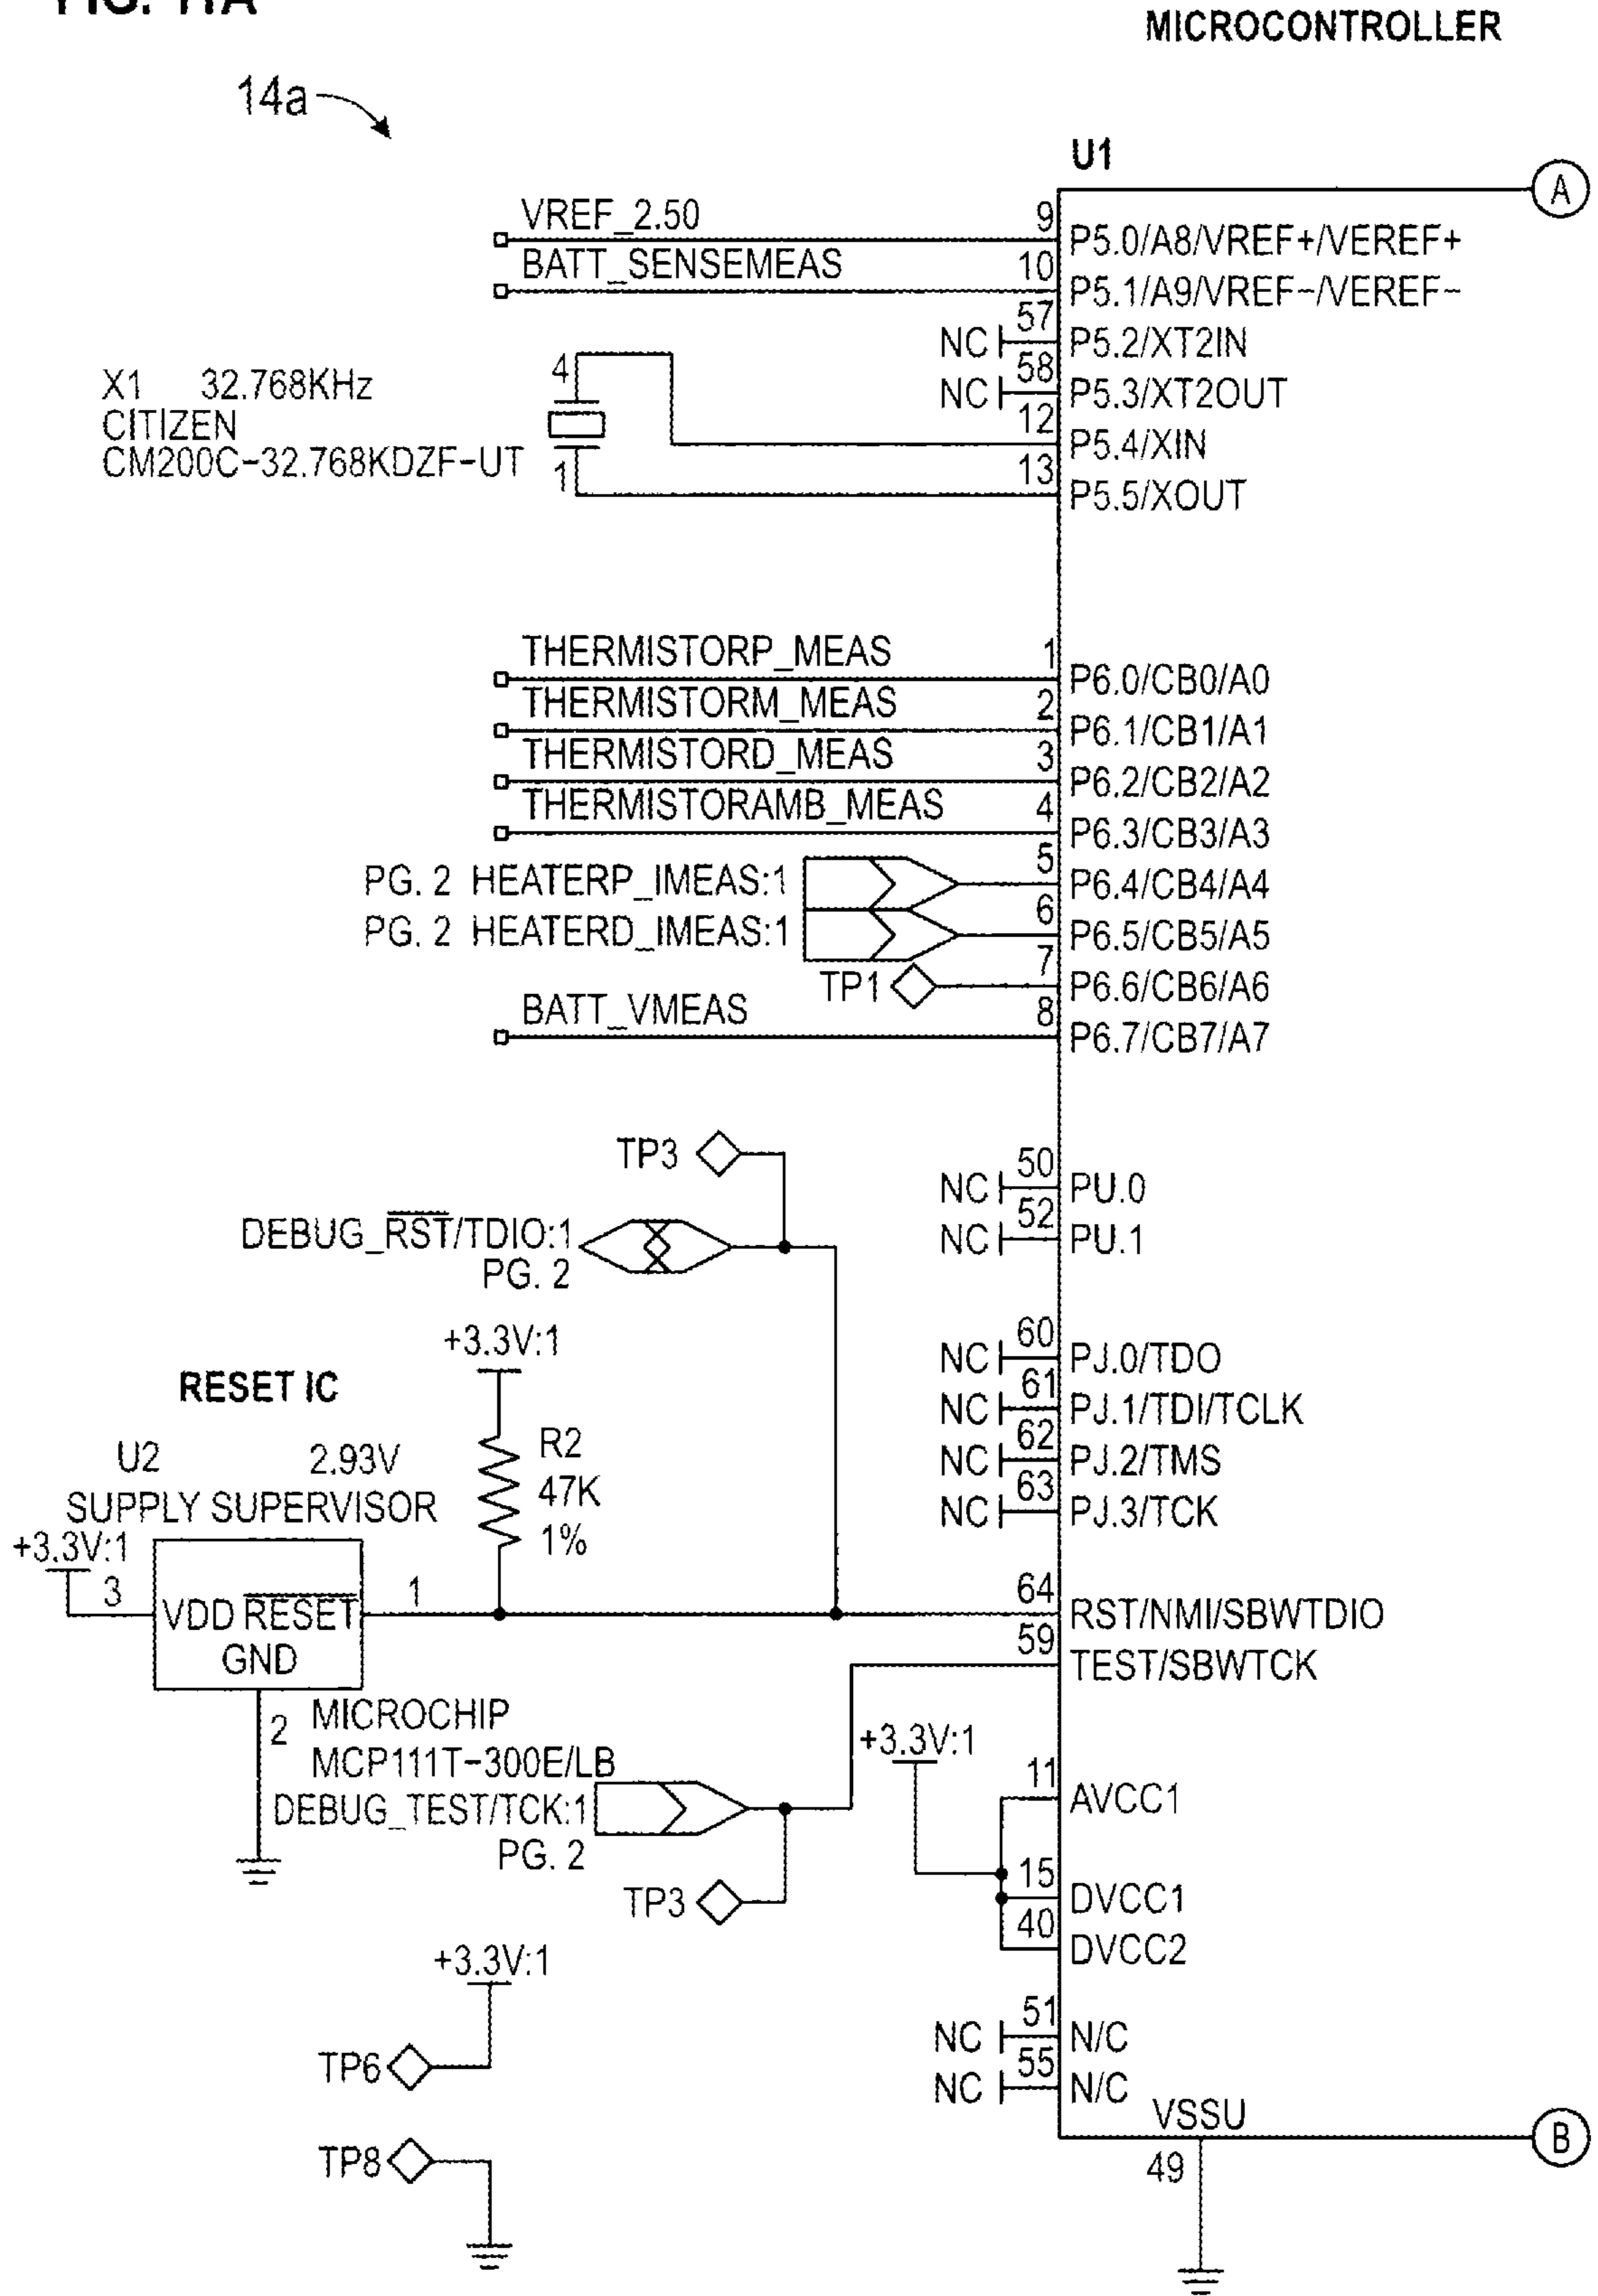 FIG. 11A
MICROCONTROLLER
14a
U1
A
VREF_2.50
9
P5.0/A8/VREF+/VEREF+
BATT_SENSEMEAS
10
P5.1/A9/VREF-/VEREF-
NC
57
P5.2/XT2IN
NC
58
P5.3/XT2OUT
X1 32.768KHz
CITIZEN
CM200C-32.768KDZF-UT
4
1
12
P5.4/XIN
13
P5.5/XOUT
THERMISTORP_MEAS
1
P6.0/CB0/A0
THERMISTORM_MEAS
2
P6.1/CB1/A1
THERMISTORD_MEAS
3
P6.2/CB2/A2
THERMISTORAMB_MEAS
4
P6.3/CB3/A3
PG. 2 HEATERP_IMEAS:1
5
P6.4/CB4/A4
PG. 2 HEATERD_IMEAS:1
6
P6.5/CB5/A5
TP1
7
P6.6/CB6/A6
BATT_VMEAS
8
P6.7/CB7/A7
TP3
DEBUG_RST/TDIO:1
PG. 2
NC
50
PU.0
NC
52
PU.1
NC
60
PJ.0/TDO
NC
61
PJ.1/TDI/TCLK
NC
62
PJ.2/TMS
NC
63
PJ.3/TCK
+3.3V:1
R2
47K
1%
RESET IC
U2 2.93V
SUPPLY SUPERVISOR
+3.3V:1
3
VDD RESET
GND
1
2
MICROCHIP
MCP111T-300E/LB
64
RST/NMI/SBWTDIO
59
TEST/SBWTCK
DEBUG_TEST/TCK:1
PG. 2
TP3
+3.3V:1
11
AVCC1
15
DVCC1
40
DVCC2
+3.3V:1
TP6
TP8
NC
51
N/C
NC
55
N/C
VSSU
49
B